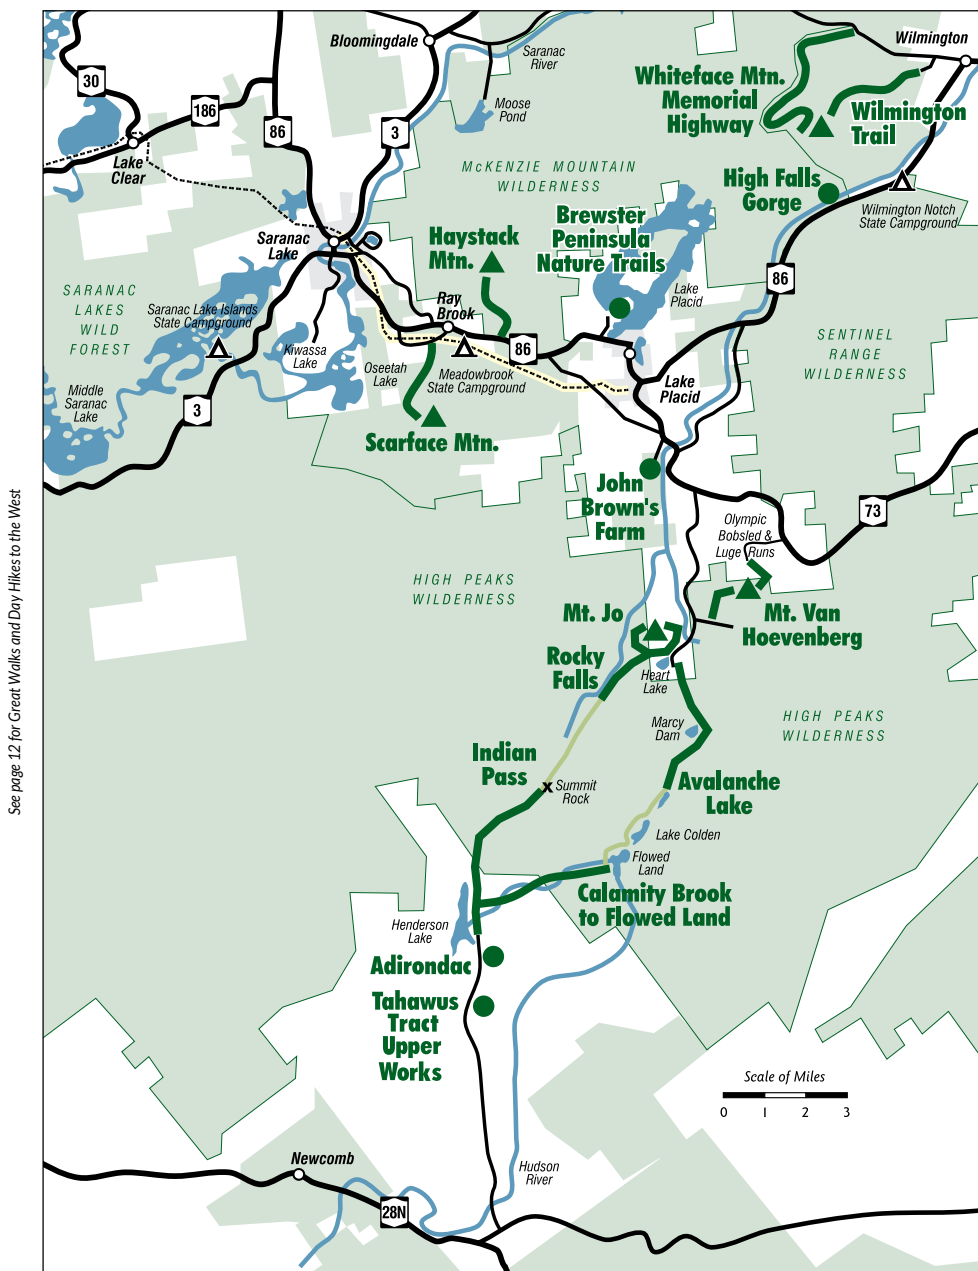 Bloomingdale
Wilmington
Saranac
River
30
Whiteface Mtn.
Memorial
Highway
186
86
3
Moose
Pond
Wilmington
Trail
Lake
Clear
McKENZIE MOUNTAIN
WILDERNESS
High Falls
Gorge
Wilmington Notch
State Campground
Brewster
Peninsula
Nature Trails
Saranac
Lake
Haystack
Mtn.
86
SARANAC
LAKES
WILD
FOREST
Saranac Lake Islands
State Campground
Ray
Brook
Lake
Placid
SENTINEL
RANGE
WILDERNESS
Kiwassa
Lake
Oseetah
Lake
Meadowbrook
State Campground
86
Lake
Placid
Middle
Saranac
Lake
3
Scarface Mtn.
John
Brown's
Farm
73
Olympic
Bobsled &
Luge Runs
See page 12 for Great Walks and Day Hikes to the West
HIGH PEAKS
WILDERNESS
Mt. Jo
Mt. Van
Hoevenberg
Rocky
Falls
Heart
Lake
HIGH PEAKS
WILDERNESS
Marcy
Dam
Indian
Pass
x Summit
Rock
Avalanche
Lake
Lake Colden
Flowed
Land
Calamity Brook
to Flowed Land
Henderson
Lake
Adirondac
Tahawus
Tract
Upper
Works
Scale of Miles
0 1 2 3
Newcomb
Hudson
River
28N